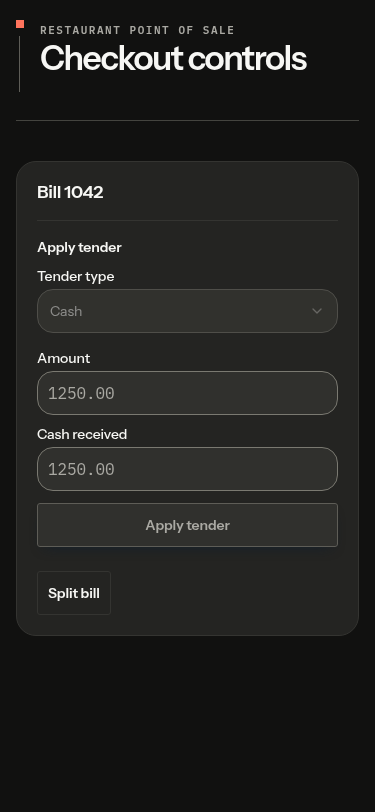 RESTAURANT POINT OF SALE
Checkout controls
Bill 1042
Apply tender
Tender type
Cash
Amount
1250.00
Cash received
1250.00
Apply tender
Split bill